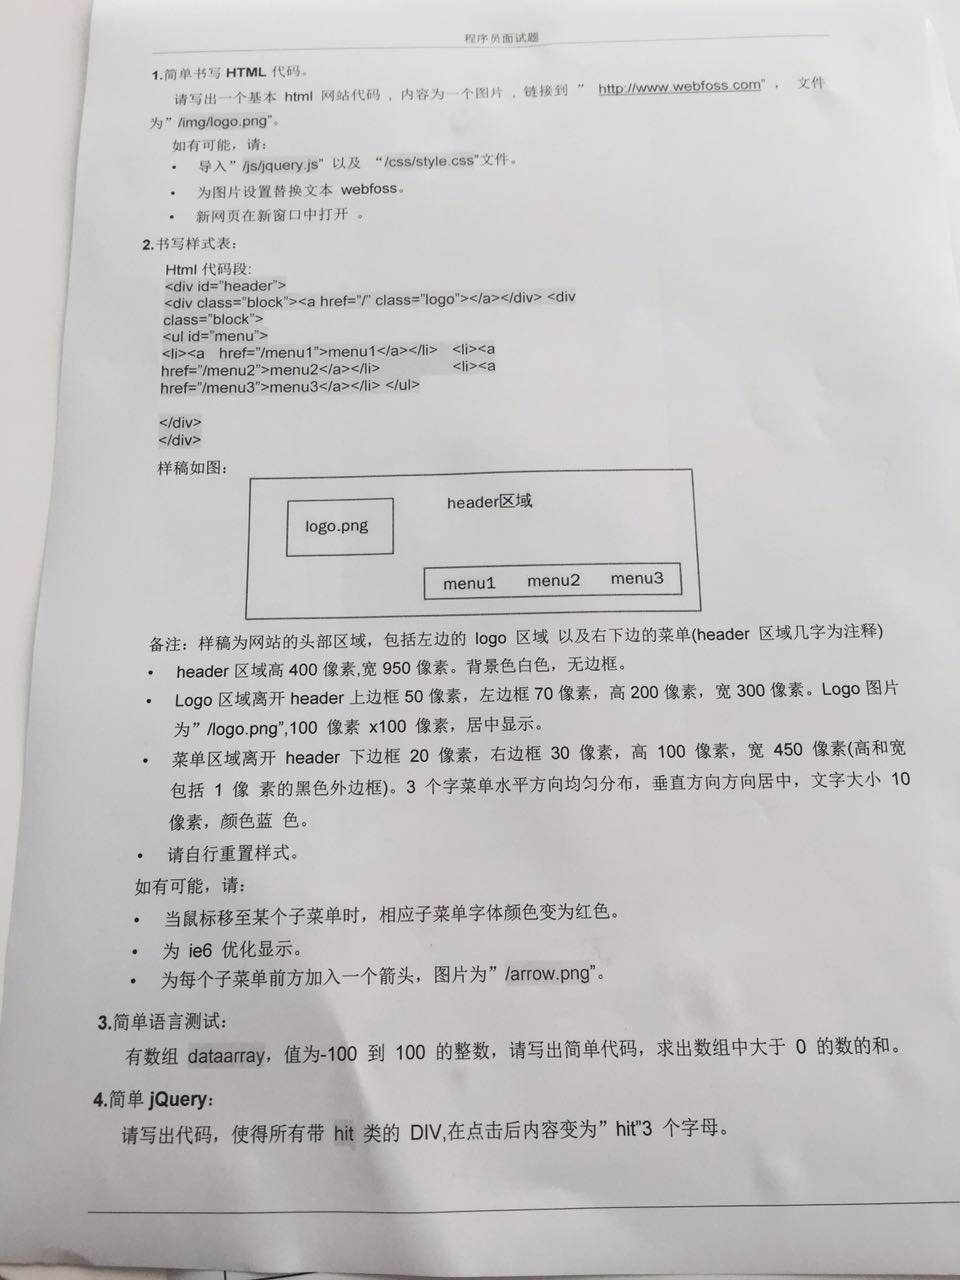 程序员面试题
1.简单书写 HTML 代码。
请写出一个基本 html 网站代码，内容为一个图片，链接到 ” http://www.webfoss.com”， 文件
为”/img/logo.png”。
如有可能，请：
• 导入”/js/jquery.js” 以及 “/css/style.css”文件。
• 为图片设置替换文本 webfoss。
• 新网页在新窗口中打开 。
2.书写样式表：
Html 代码段:
<div id=”header”>
<div class=”block”><a href=”/” class=”logo”></a></div> <div
class=”block”>
<ul id=”menu”>
<li><a href=”/menu1”>menu1</a></li> <li><a
href=”/menu2”>menu2</a></li> <li><a
href=”/menu3”>menu3</a></li> </ul>
</div>
</div>
样稿如图：
header区域
logo.png
menu1 menu2 menu3
备注：样稿为网站的头部区域，包括左边的 logo 区域 以及右下边的菜单(header 区域几字为注释)
• header 区域高 400 像素,宽 950 像素。背景色白色，无边框。
• Logo 区域离开 header 上边框 50 像素，左边框 70 像素，高 200 像素，宽 300 像素。Logo 图片
为”/logo.png”,100 像素 x100 像素，居中显示。
• 菜单区域离开 header 下边框 20 像素，右边框 30 像素，高 100 像素，宽 450 像素(高和宽
包括 1 像 素的黑色外边框)。3 个字菜单水平方向均匀分布，垂直方向方向居中，文字大小 10
像素，颜色蓝 色。
• 请自行重置样式。
如有可能，请：
• 当鼠标移至某个子菜单时，相应子菜单字体颜色变为红色。
• 为 ie6 优化显示。
• 为每个子菜单前方加入一个箭头，图片为”/arrow.png”。
3.简单语言测试：
有数组 dataarray，值为-100 到 100 的整数，请写出简单代码，求出数组中大于 0 的数的和。
4.简单 jQuery：
请写出代码，使得所有带 hit 类的 DIV,在点击后内容变为”hit”3 个字母。